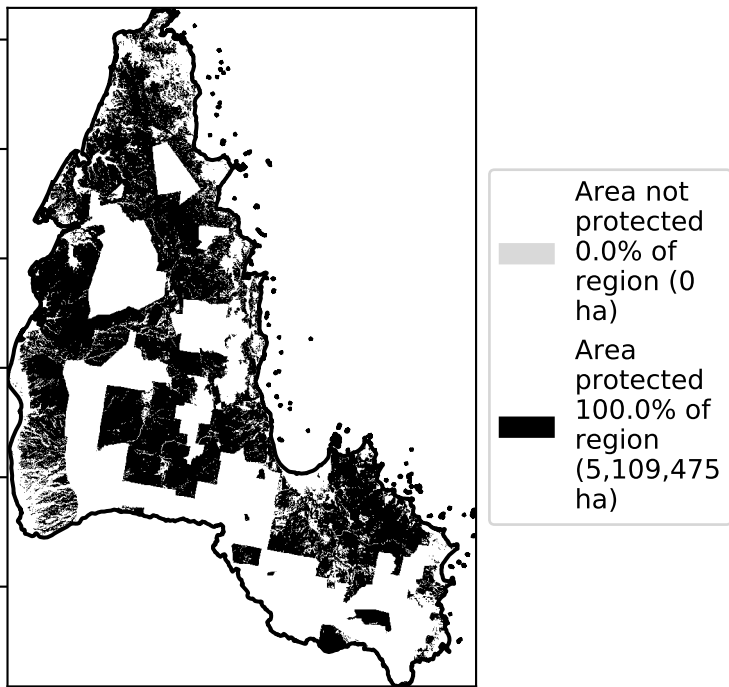 Area not
protected
0.0% of
region (0
ha)
Area
protected
100.0% of
region
(5,109,475
ha)